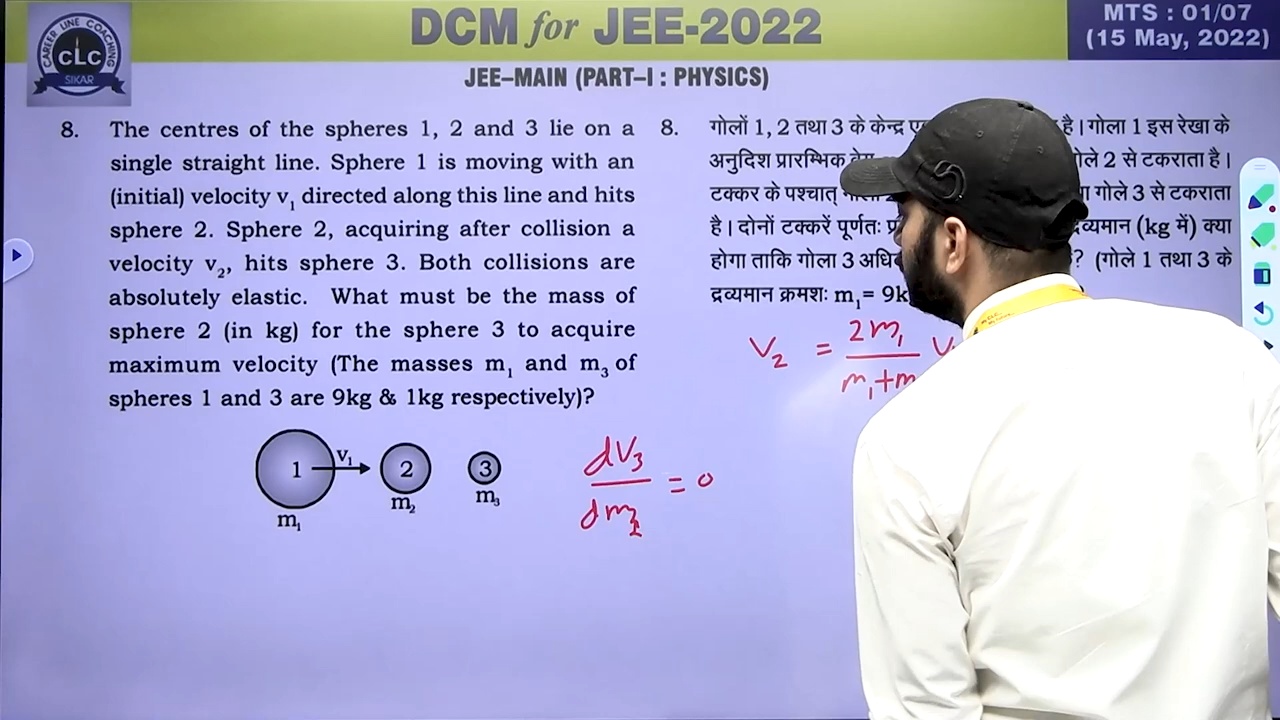 DCM for JEE-2022
MTS : 01/07
(15 May, 2022)
CAREER LINE COACHING
CLC
SIKAR
JEE–MAIN (PART–I : PHYSICS)
8. The centres of the spheres 1, 2 and 3 lie on a
single straight line. Sphere 1 is moving with an
(initial) velocity v₁ directed along this line and hits
sphere 2. Sphere 2, acquiring after collision a
velocity v₂, hits sphere 3. Both collisions are
absolutely elastic. What must be the mass of
sphere 2 (in kg) for the sphere 3 to acquire
maximum velocity (The masses m₁ and m₃ of
spheres 1 and 3 are 9kg & 1kg respectively)?
1 v₁ 2 3
m₁ m₂ m₃
8. गोलों 1, 2 तथा 3 के केन्द्र है। गोला 1 इस रेखा के
अनुदिश प्रारम्भिक गोले 2 से टकराता है।
टक्कर के पश्चात् गोले 3 से टकराता
है। दोनों टक्करें पूर्णतः द्रव्यमान (kg में) क्या
होगा ताकि गोला 3 ? (गोले 1 तथा 3 के
द्रव्यमान क्रमशः m₁= 9k
V₂ = 2m₁
m₁+m
dV₃
= 0
dm₂